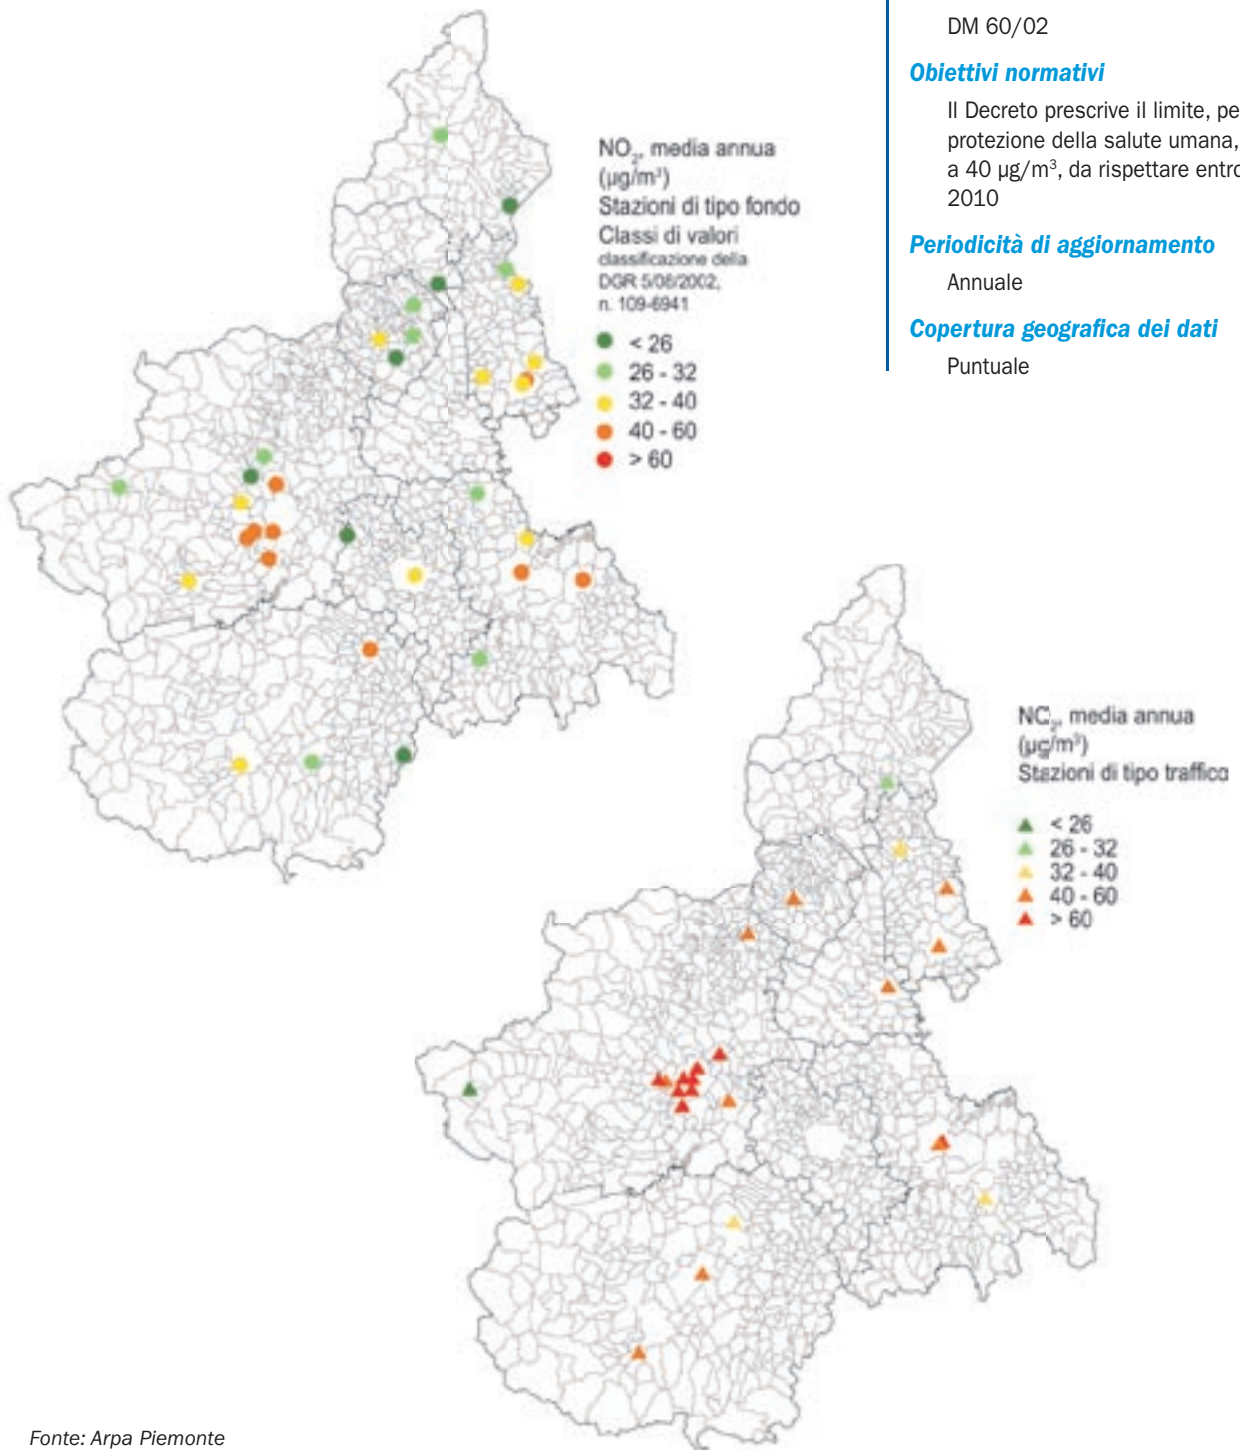 DM 60/02
Obiettivi normativi
Il Decreto prescrive il limite, pe
protezione della salute umana,
a 40 µg/m³, da rispettare entro
2010
Periodicità di aggiornamento
Annuale
Copertura geografica dei dati
Puntuale
NO₂, media annua
(µg/m³)
Stazioni di tipo fondo
Classi di valori
classificazione della
DGR 5/08/2002,
n. 109-6941
< 26
26 - 32
32 - 40
40 - 60
> 60
NO₂, media annua
(µg/m³)
Stazioni di tipo traffico
< 26
26 - 32
32 - 40
40 - 60
> 60
Fonte: Arpa Piemonte